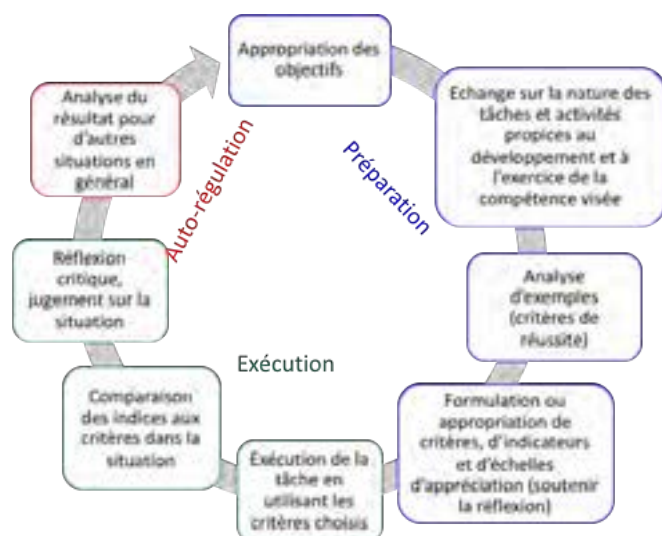 Appropriation des
objectifs
Echange sur la nature des
tâches et activités
propices au
développement et à
l'exercice de la
compétence visée
Analyse
d'exemples
(critères de
réussite)
Formulation ou
appropriation de
critères, d'indicateurs
et d'échelles
d'appréciation (soutenir
la réflexion)
Exécution de la
tâche en
utilisant les
critères choisis
Comparaison
des indices aux
critères dans la
situation
Réflexion
critique,
jugement sur la
situation
Analyse du
résultat pour
d'autres
situations en
général
Préparation
Exécution
Auto-régulation